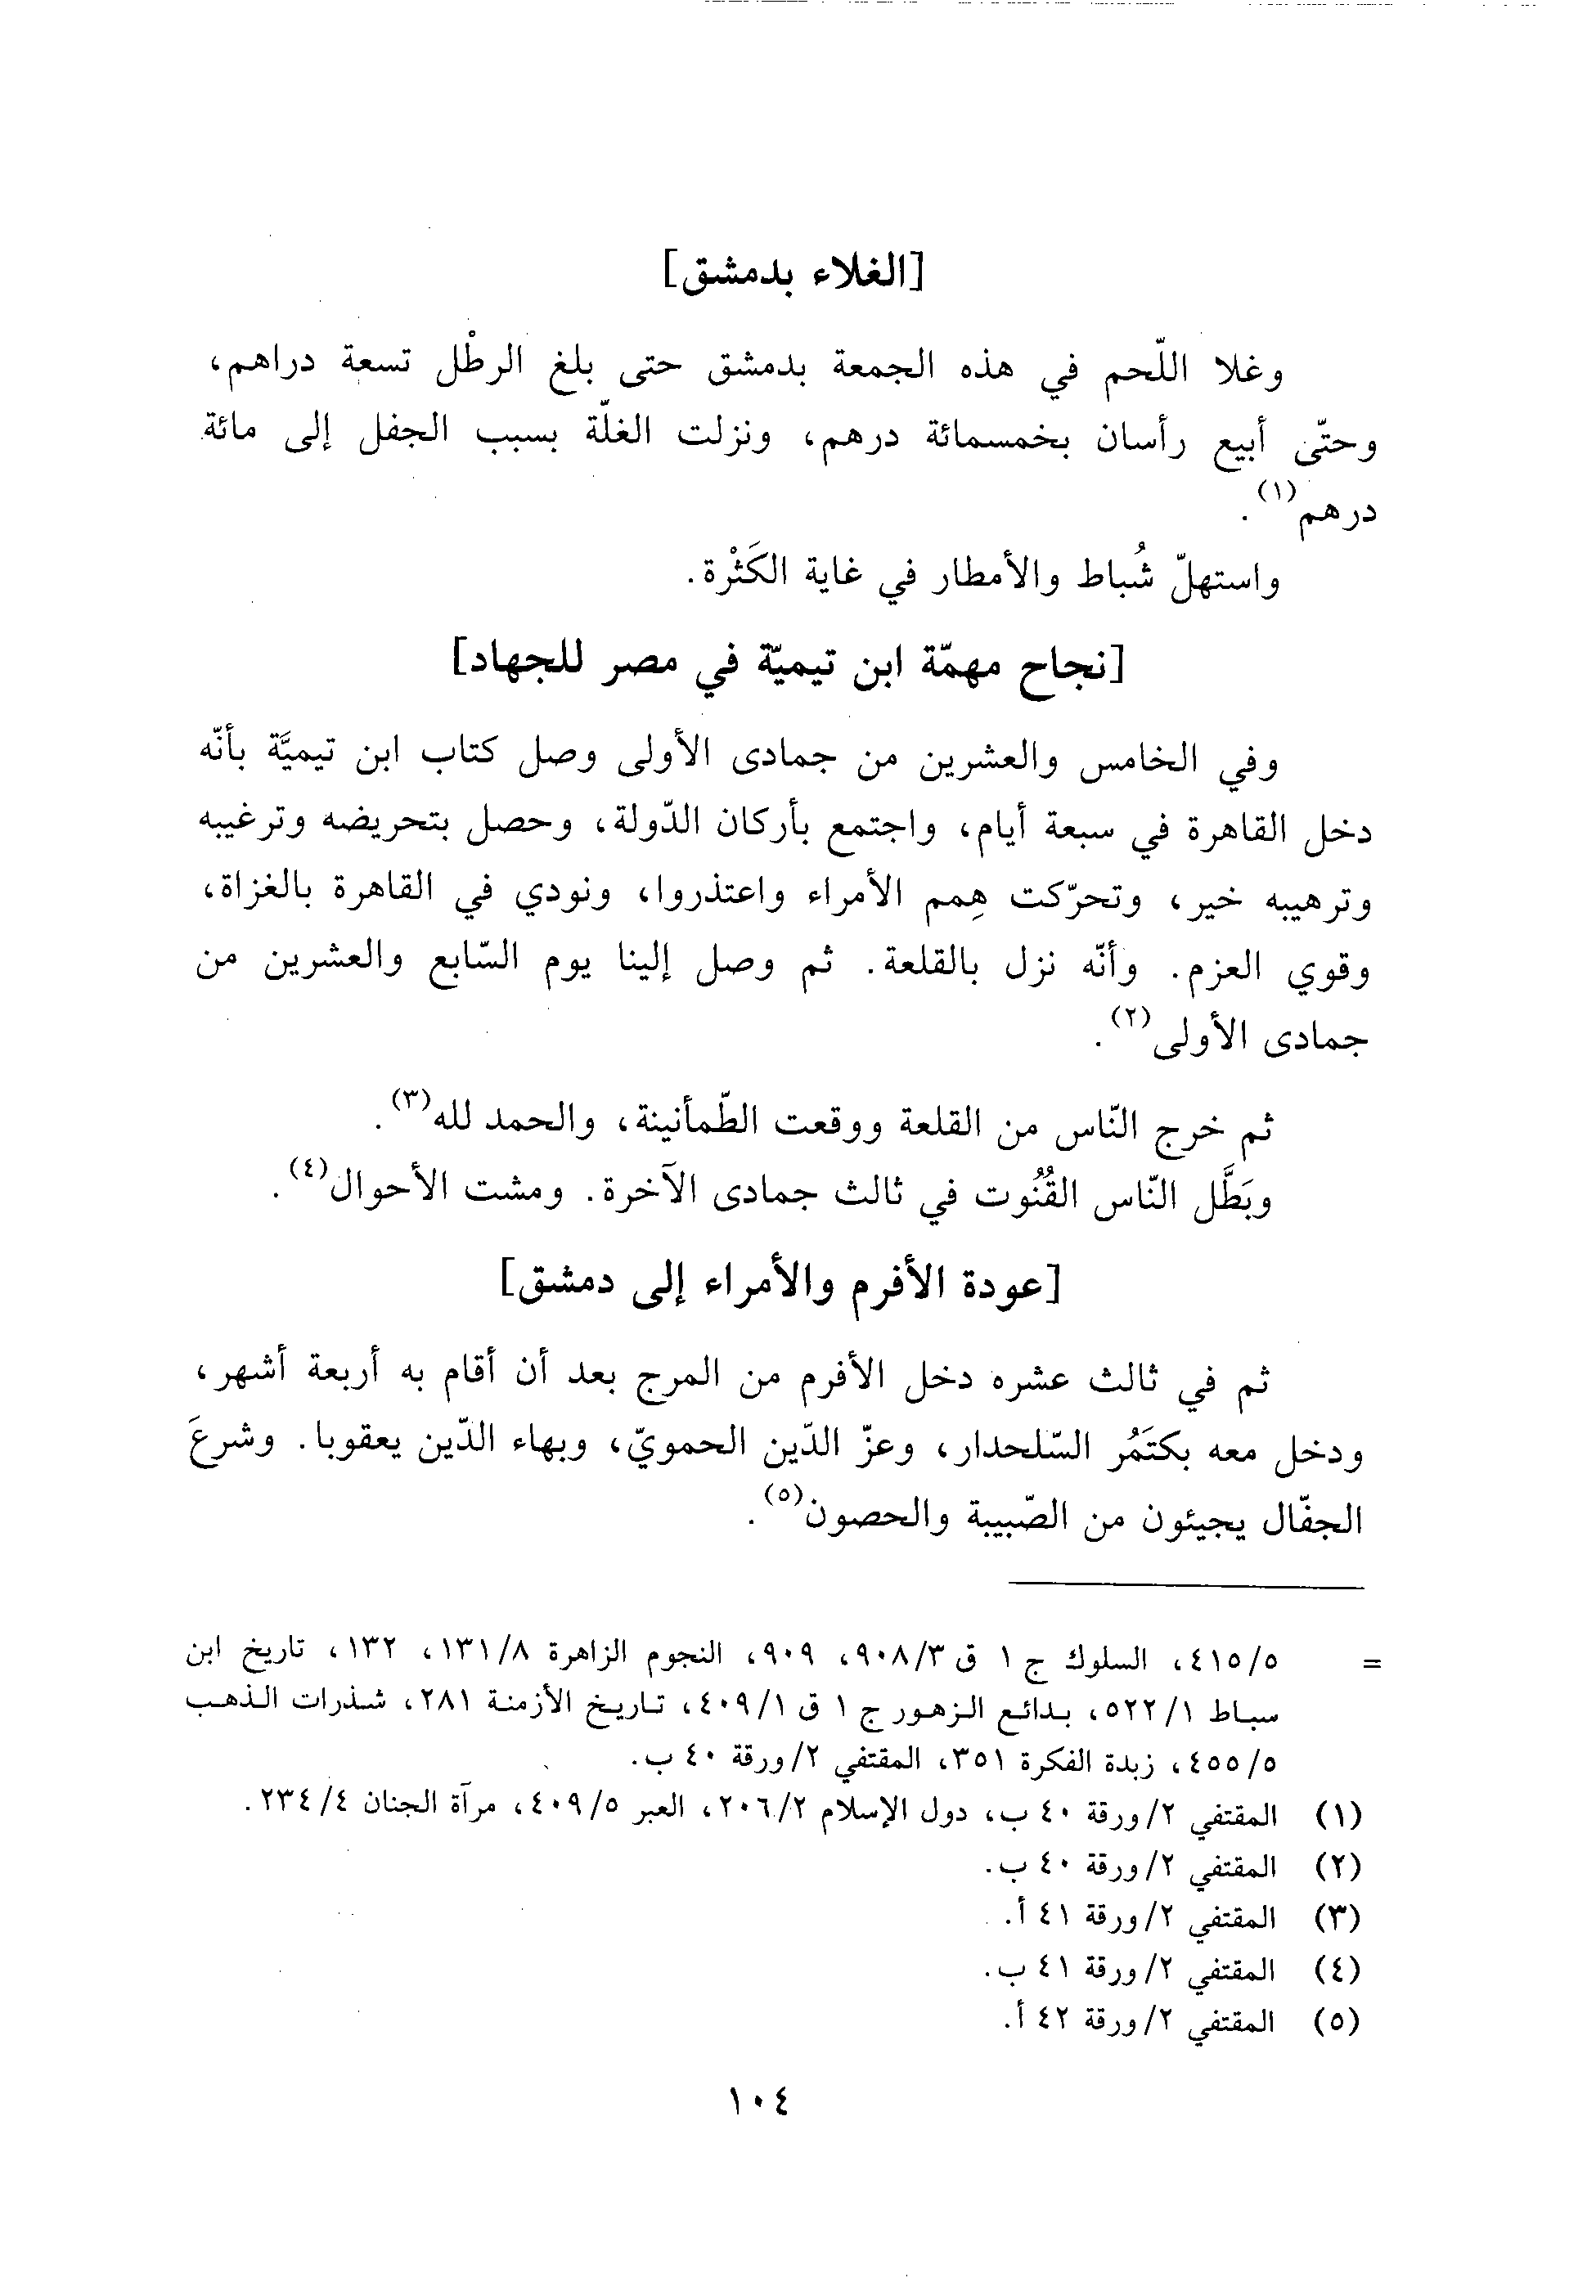 [الغلاء بدمشق]
وغلا اللّحم في هذه الجمعة بدمشق حتى بلغ الرطْل تسعة دراهم،
وحتّى أبيع رأسان بخمسمائة درهم، ونزلت الغلّة بسبب الجفل إلى مائة
درهم(١).
واستهلّ شُباط والأمطار في غاية الكَثْرة.
[نجاح مهمّة ابن تيميّة في مصر للجهاد]
وفي الخامس والعشرين من جمادى الأولى وصل كتاب ابن تيميَّة بأنّه
دخل القاهرة في سبعة أيام، واجتمع بأركان الدّولة، وحصل بتحريضه وترغيبه
وترهيبه خير، وتحرّكت هِمم الأمراء واعتذروا، ونودي في القاهرة بالغزاة،
وقوي العزم. وأنّه نزل بالقلعة. ثم وصل إلينا يوم السّابع والعشرين من
جمادى الأولى(٢).
ثم خرج النّاس من القلعة ووقعت الطّمأنينة، والحمد لله(٣).
وبَطَّل النّاس القُنُوت في ثالث جمادى الآخرة. ومشت الأحوال(٤).
[عودة الأفرم والأمراء إلى دمشق]
ثم في ثالث عشره دخل الأفرم من المرج بعد أن أقام به أربعة أشهر،
ودخل معه بكتَمُر السّلحدار، وعزّ الدّين الحمويّ، وبهاء الدّين يعقوبا. وشرعَ
الجفّال يجيئون من الصّبيبة والحصون(٥).
= ٤١٥/٥، السلوك ج ١ ق ٩٠٨/٣، ٩٠٩، النجوم الزاهرة ١٣١/٨، ١٣٢، تاريخ ابن
سباط ٥٢٢/١، بدائع الزهور ج ١ ق ٤٠٩/١، تاريخ الأزمنة ٢٨١، شذرات الذهب
٤٥٥/٥، زبدة الفكرة ٣٥١، المقتفي ٢/ورقة ٤٠ ب.
(١) المقتفي ٢/ورقة ٤٠ ب، دول الإسلام ٢٠٦/٢، العبر ٤٠٩/٥، مرآة الجنان ٢٣٤/٤.
(٢) المقتفي ٢/ورقة ٤٠ ب.
(٣) المقتفي ٢/ورقة ٤١ أ.
(٤) المقتفي ٢/ورقة ٤١ ب.
(٥) المقتفي ٢/ورقة ٤٢ أ.
١٠٤